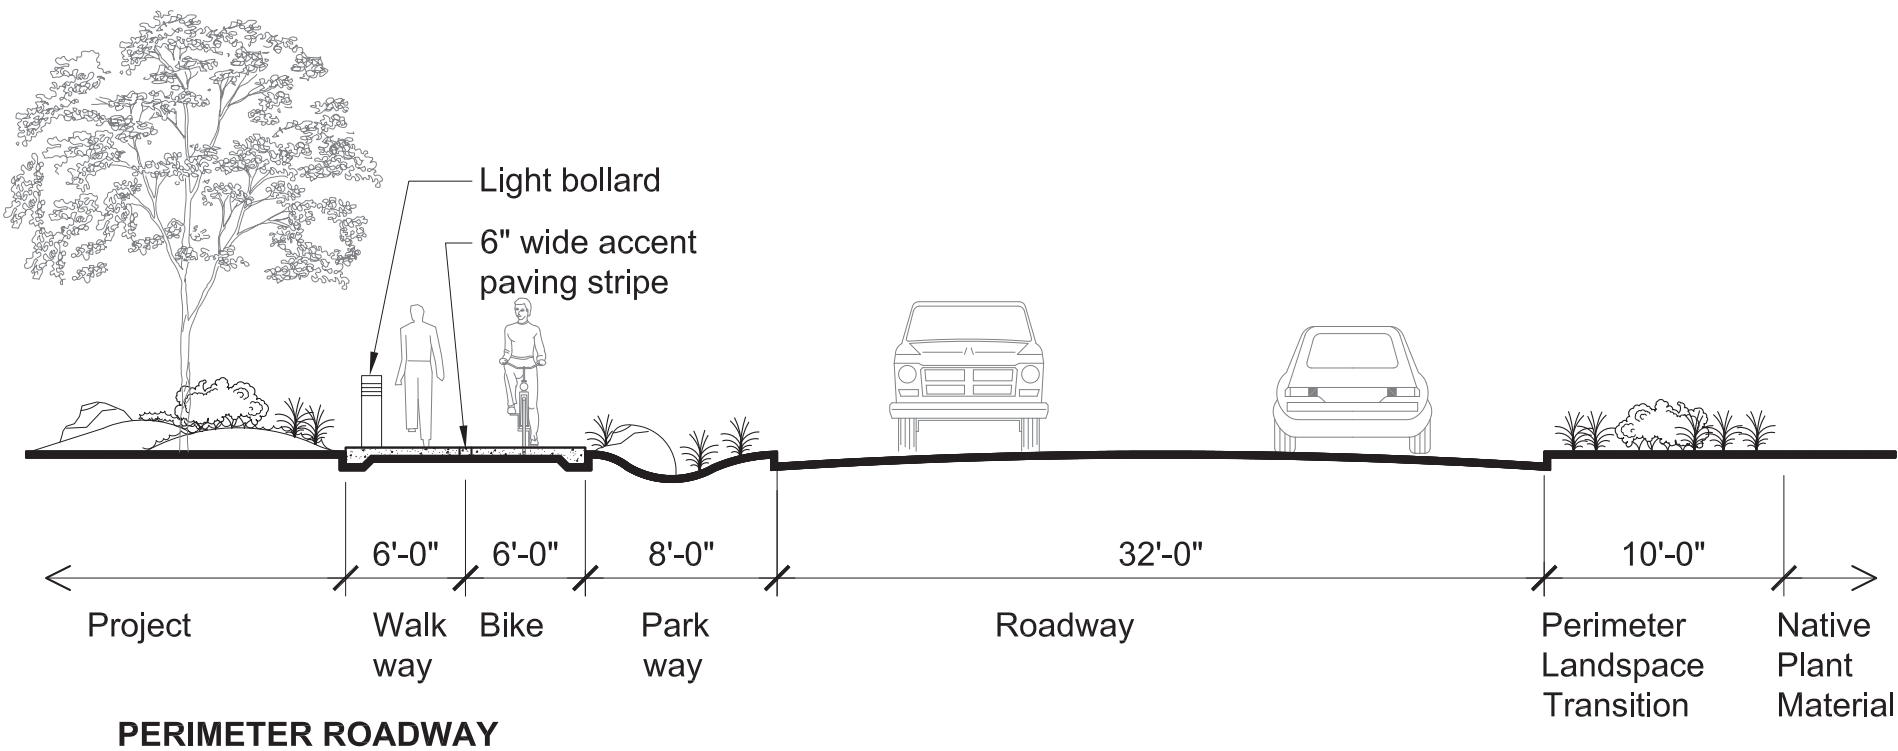 Light bollard
6" wide accent
paving stripe
6'-0"
6'-0"
8'-0"
32'-0"
10'-0"
Project
Walk
way
Bike
Park
way
Roadway
Perimeter
Landspace
Transition
Native
Plant
Material
PERIMETER ROADWAY